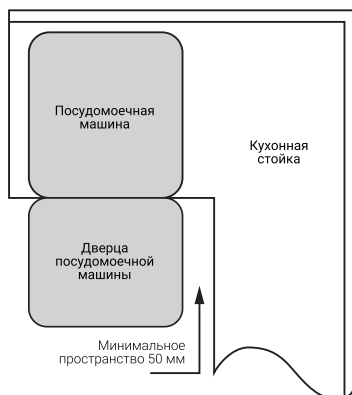 Посудомоечная
машина
Кухонная
стойка
Дверца
посудомоечной
машины
Минимальное
пространство 50 мм